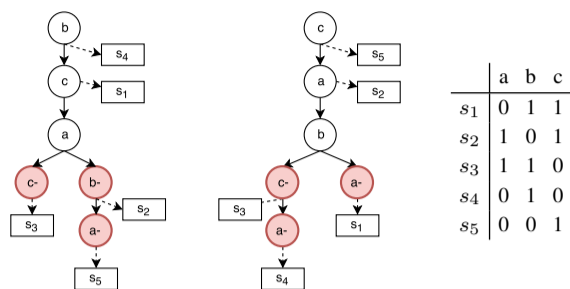 b
s₄
c
s₁
a
c-
b-
s₃
s₂
a-
s₅
c
s₅
a
s₂
b
c-
a-
s₃
s₁
a-
s₄
a b c
s₁ 0 1 1
s₂ 1 0 1
s₃ 1 1 0
s₄ 0 1 0
s₅ 0 0 1